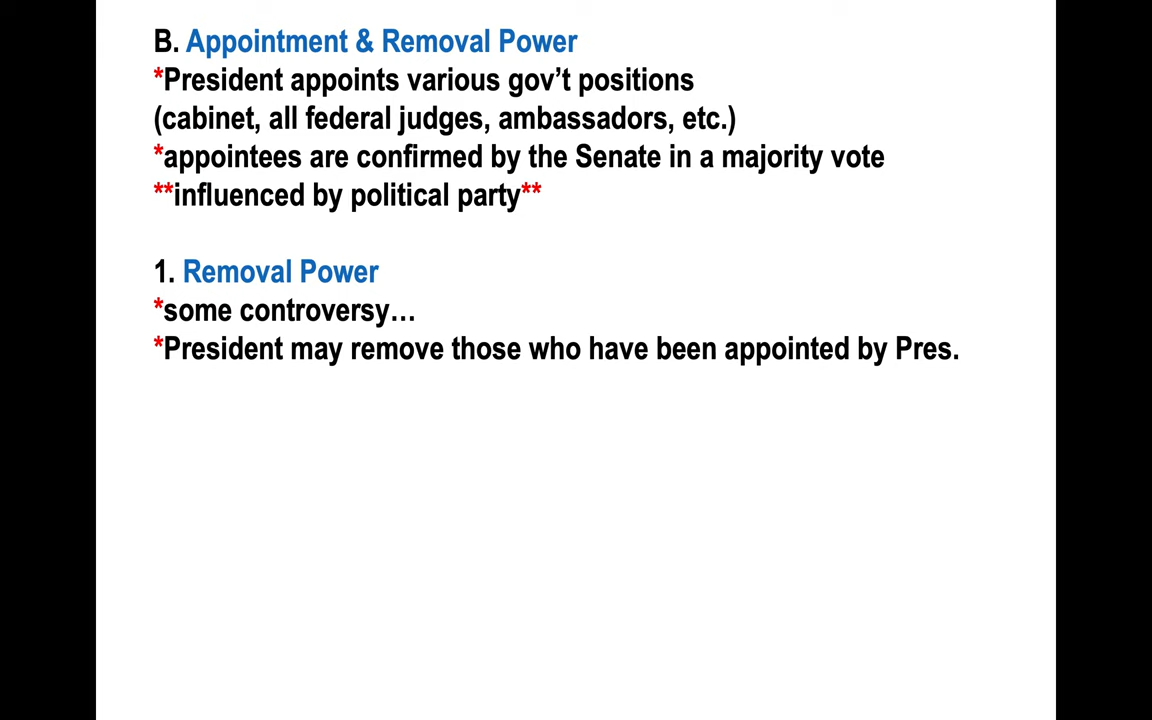 B. Appointment & Removal Power
*President appoints various gov’t positions
(cabinet, all federal judges, ambassadors, etc.)
*appointees are confirmed by the Senate in a majority vote
**influenced by political party**
1. Removal Power
*some controversy…
*President may remove those who have been appointed by Pres.